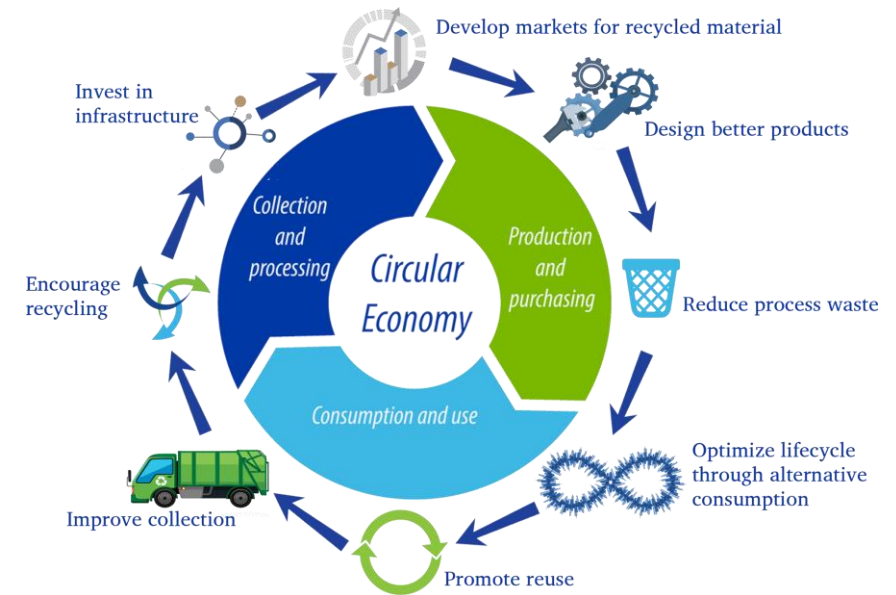 Develop markets for recycled material
Invest in
infrastructure
Design better products
Collection
and
processing
Production
and
purchasing
Circular
Economy
Encourage
recycling
Reduce process waste
Consumption and use
Optimize lifecycle
through alternative
consumption
Improve collection
Promote reuse